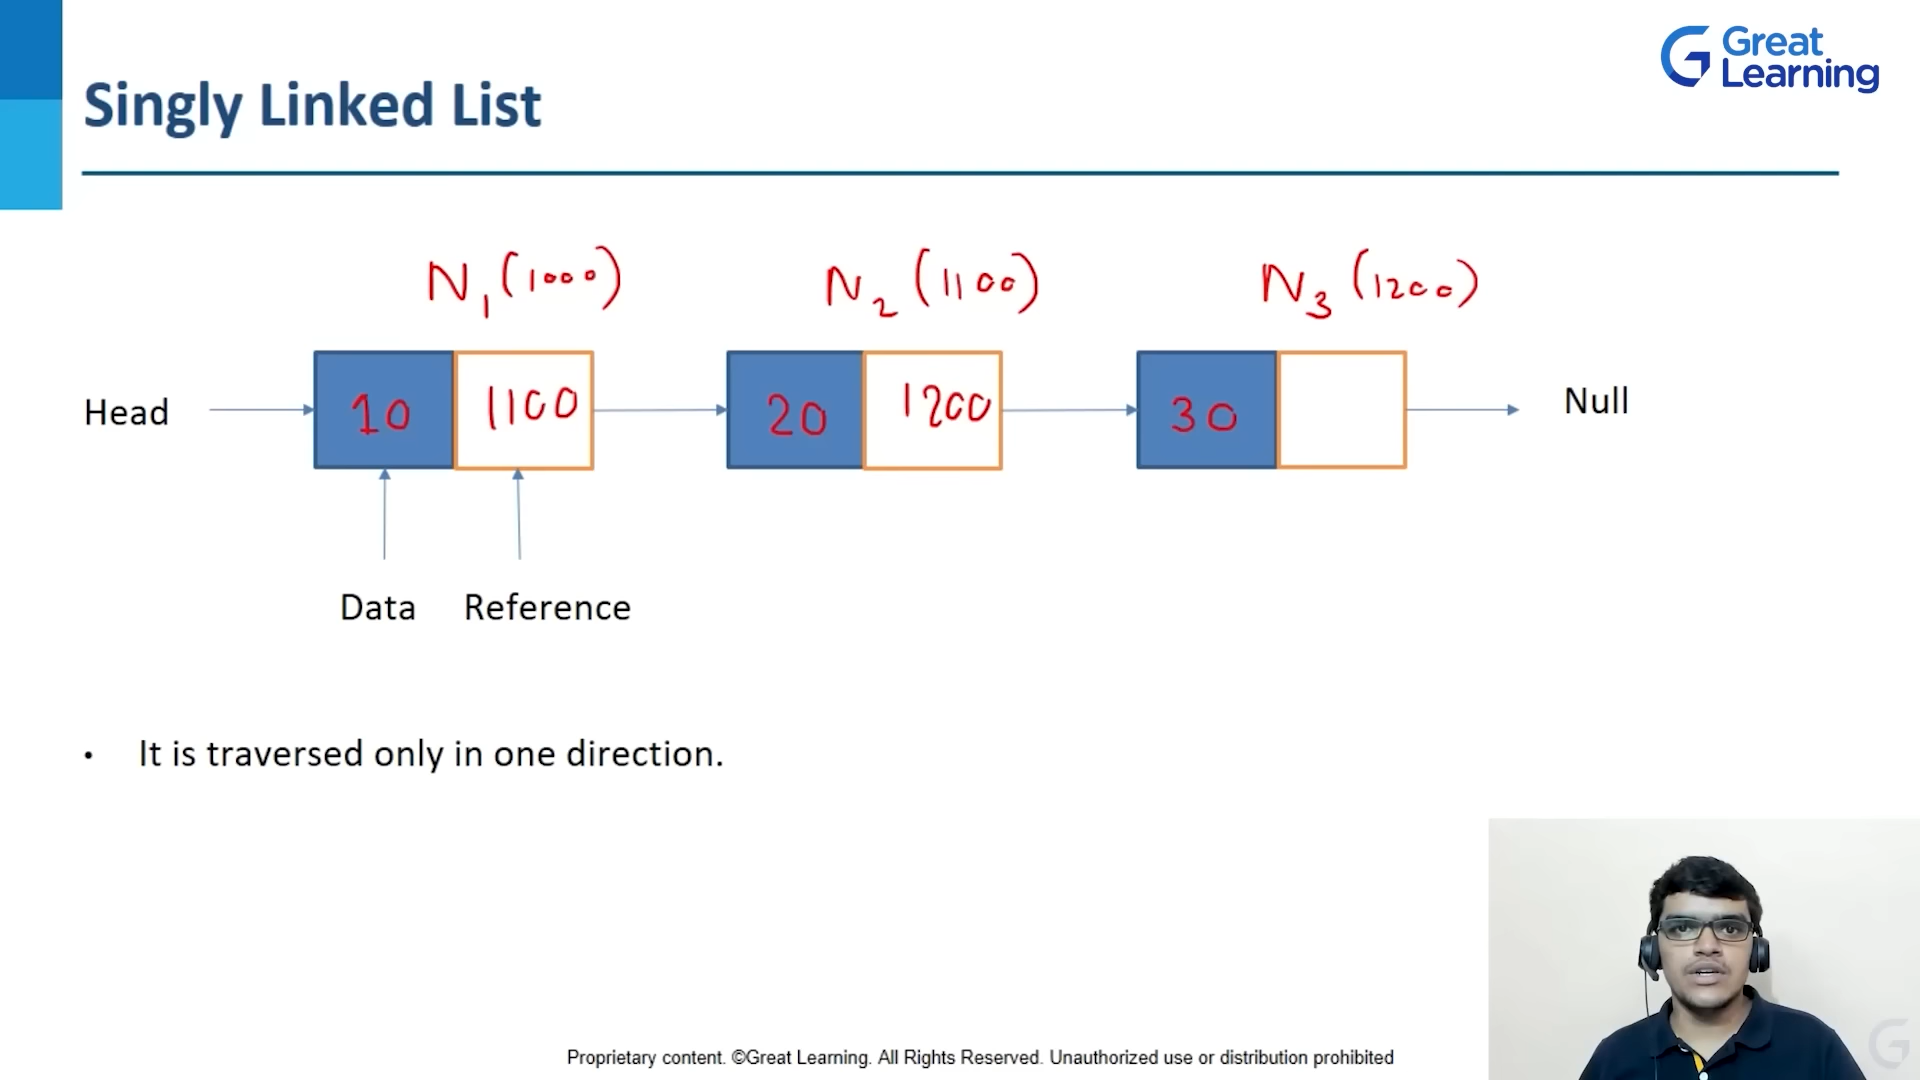 Great
Learning
Singly Linked List
N1 (1000)
N2 (1100)
N3 (1200)
Head
10
1100
20
1200
30
Null
Data
Reference
• It is traversed only in one direction.
Proprietary content. ©Great Learning. All Rights Reserved. Unauthorized use or distribution prohibited